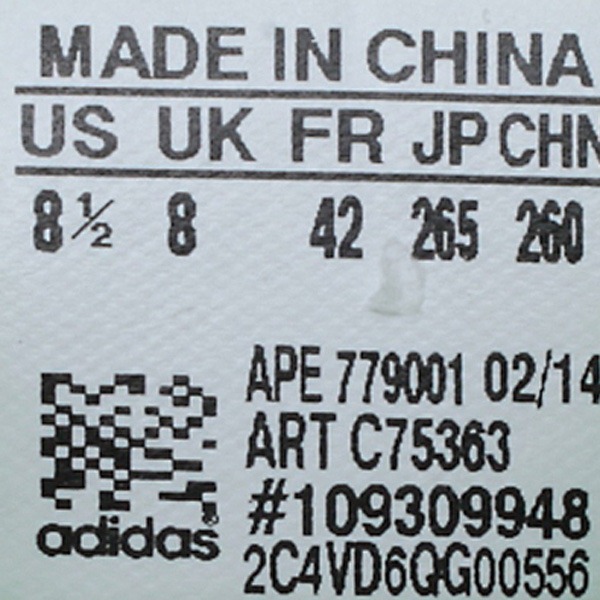 MADE IN CHINA
US UK FR JP CHN
8½ 8 42 265 260
APE 779001 02/14
ART C75363
#109309948
adidas®
2C4VD6QG00556